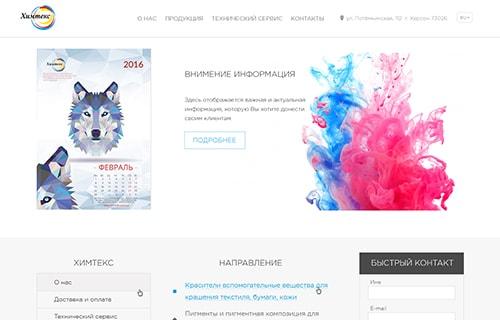 Химтекс
О НАС ПРОДУКЦИЯ ТЕХНИЧЕСКИЙ СЕРВИС КОНТАКТЫ
ул. Потёмкинская, 112 г. Херсон 73026
RU
Химтекс
2016
ФЕВРАЛЬ
ВНИМЕНИЕ ИНФОРМАЦИЯ
Здесь отображается важная и актуальная
информация, которую Вы хотите донести
своим клиентам
ПОДРОБНЕЕ
ХИМТЕКС
О нас
Доставка и оплата
Технический сервис
НАПРАВЛЕНИЕ
Красители вспомогательные вещества для
крашения текстиля, бумаги, кожи
Пигменты и пигментная композиция для
БЫСТРЫЙ КОНТАКТ
Имя
E-mail